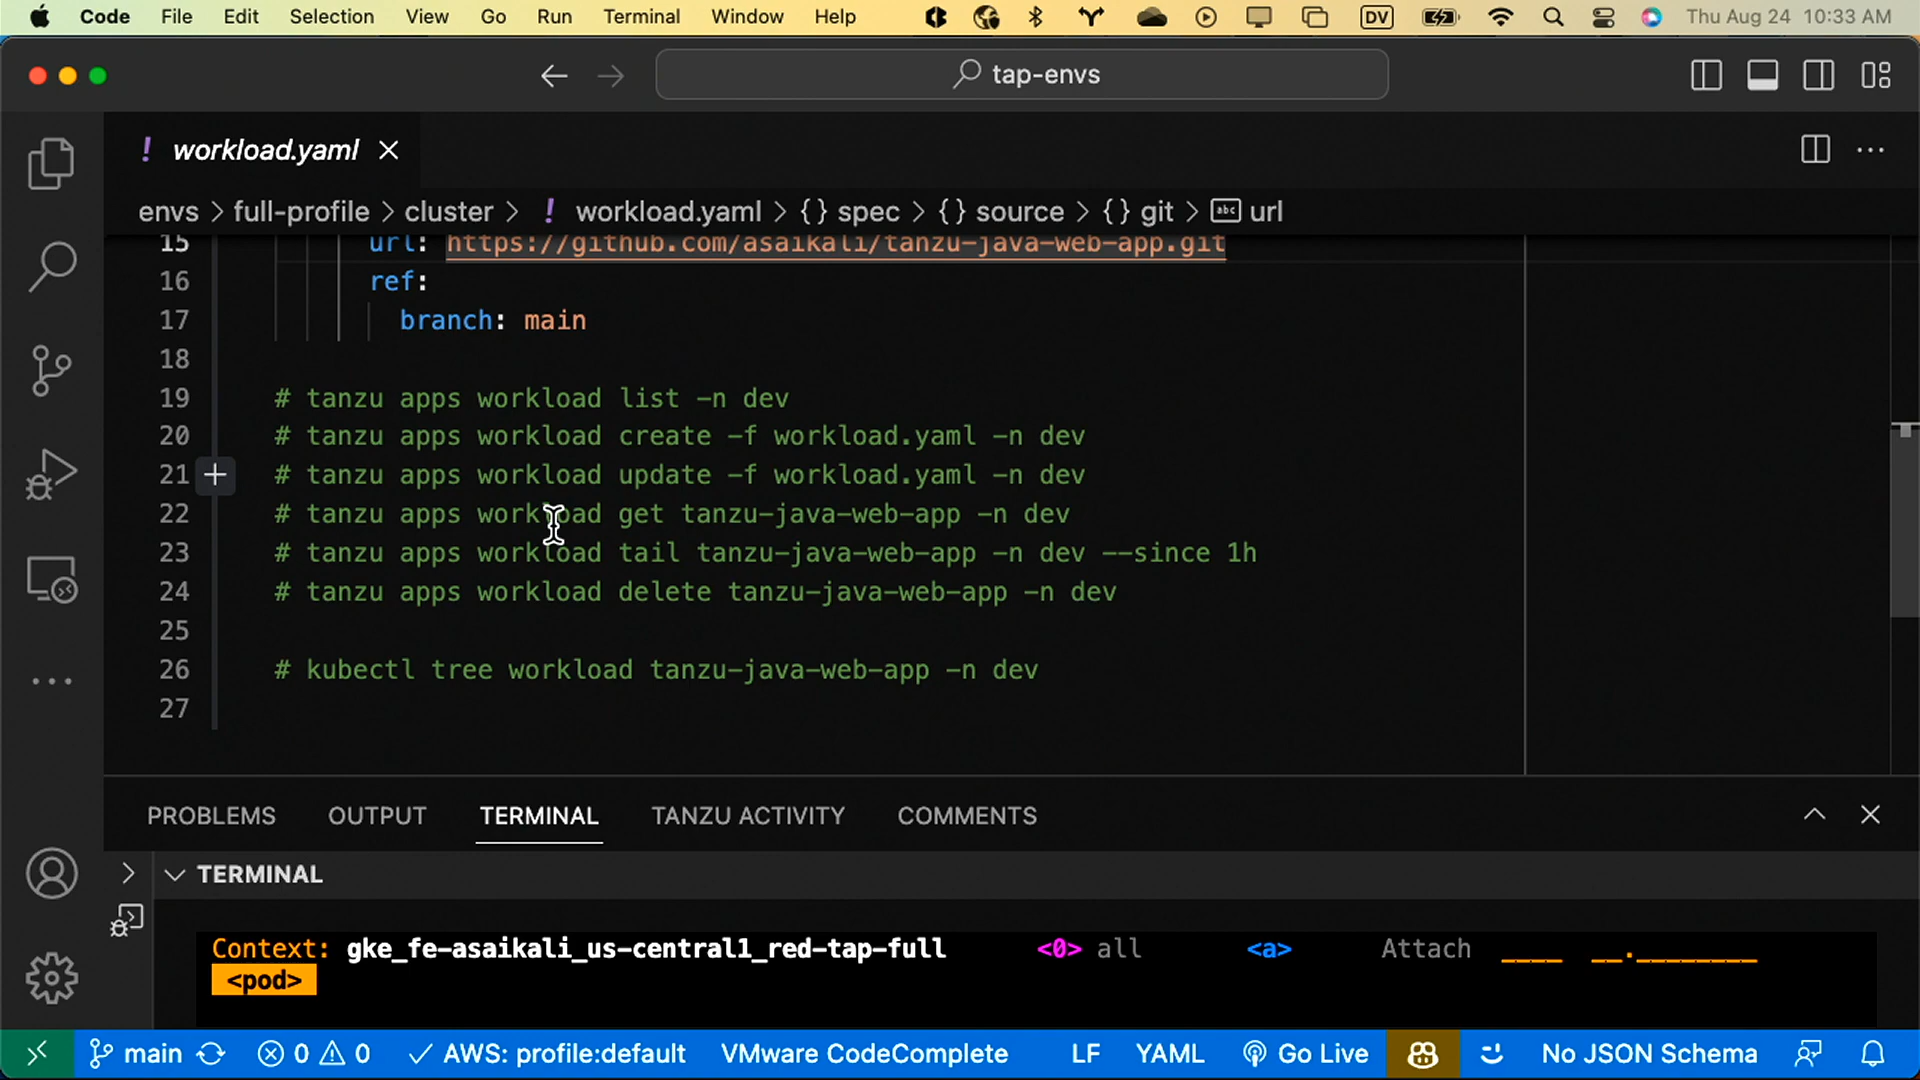 Code File Edit Selection View Go Run Terminal Window Help DV Thu Aug 24 10:33 AM
tap-envs
! workload.yaml
envs > full-profile > cluster > ! workload.yaml > {} spec > {} source > {} git > abc url
15 url: https://github.com/asaikali/tanzu-java-web-app.git
16 ref:
17 branch: main
18
19 # tanzu apps workload list -n dev
20 # tanzu apps workload create -f workload.yaml -n dev
21 # tanzu apps workload update -f workload.yaml -n dev
22 # tanzu apps workload get tanzu-java-web-app -n dev
23 # tanzu apps workload tail tanzu-java-web-app -n dev --since 1h
24 # tanzu apps workload delete tanzu-java-web-app -n dev
25
26 # kubectl tree workload tanzu-java-web-app -n dev
27
PROBLEMS OUTPUT TERMINAL TANZU ACTIVITY COMMENTS
TERMINAL
Context: gke_fe-asaikali_us-central1_red-tap-full <0> all <a> Attach ____ __.________
<pod>
main 0 0 AWS: profile:default VMware CodeComplete LF YAML Go Live No JSON Schema